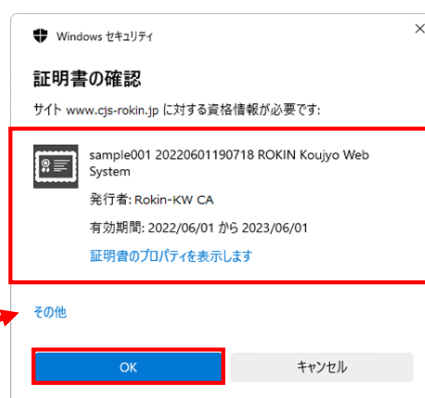 Windows セキュリティ
証明書の確認
サイト www.cjs-rokin.jp に対する資格情報が必要です:
sample001 20220601190718 ROKIN Koujyo Web
System
発行者: Rokin-KW CA
有効期間: 2022/06/01 から 2023/06/01
証明書のプロパティを表示します
その他
OK
キャンセル